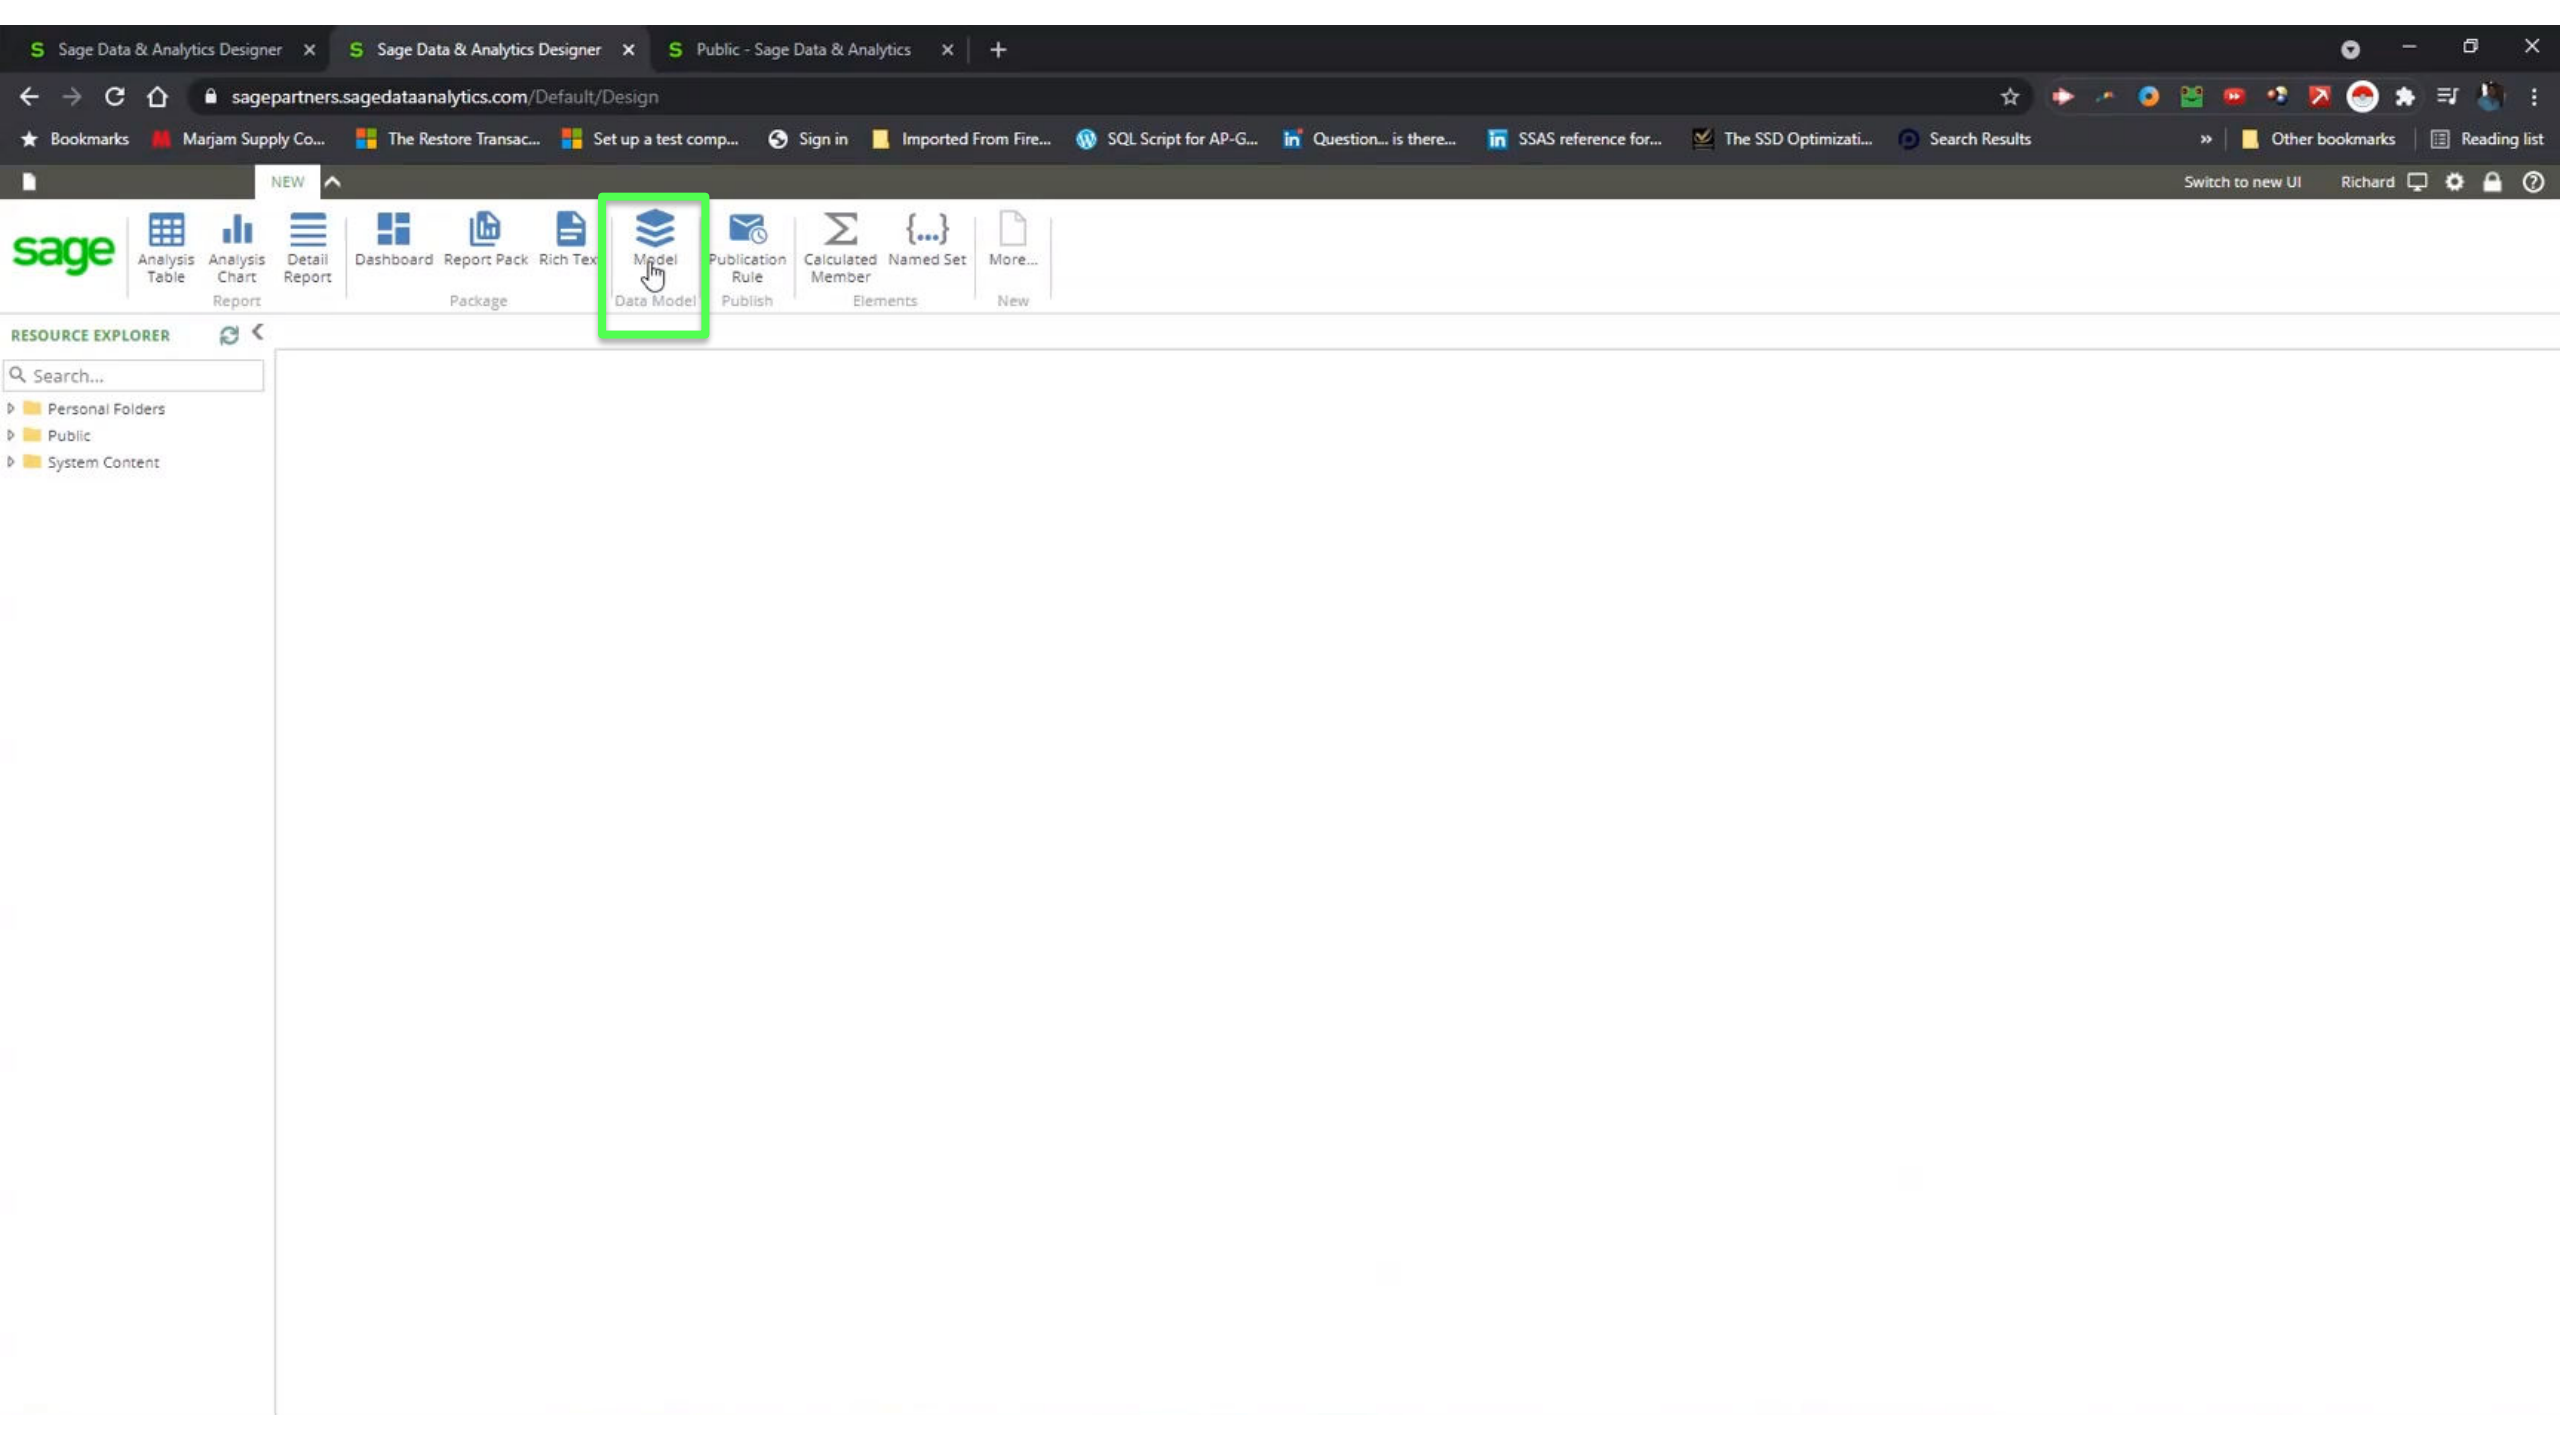 Sage Data & Analytics Designer
Sage Data & Analytics Designer
Public - Sage Data & Analytics
sagepartners.sagedataanalytics.com/Default/Design
Bookmarks
Marjam Supply Co...
The Restore Transac...
Set up a test comp...
Sign in
Imported From Fire...
SQL Script for AP-G...
Question... is there...
SSAS reference for...
The SSD Optimizati...
Search Results
Other bookmarks
Reading list
NEW
Switch to new UI
Richard
sage
Analysis Table
Analysis Chart
Detail Report
Dashboard
Report Pack
Rich Tex
Model
Publication Rule
Calculated Member
Named Set
More...
Report
Package
Data Model
Publish
Elements
New
RESOURCE EXPLORER
Search...
Personal Folders
Public
System Content